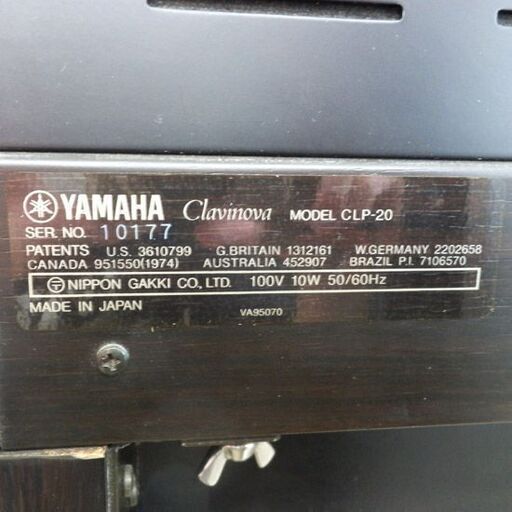 YAMAHA Clavinova MODEL CLP-20
SER. NO. 10177
PATENTS U.S. 3610799 G.BRITAIN 1312161 W.GERMANY 2202658
CANADA 951550(1974) AUSTRALIA 452907 BRAZIL P.I. 7106570
NIPPON GAKKI CO., LTD. 100V 10W 50/60Hz
MADE IN JAPAN VA95070